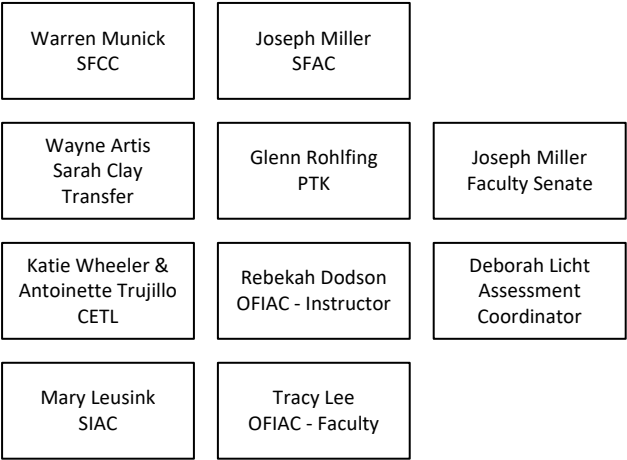 Warren Munick
SFCC
Joseph Miller
SFAC
Wayne Artis
Sarah Clay
Transfer
Glenn Rohlfing
PTK
Joseph Miller
Faculty Senate
Katie Wheeler &
Antoinette Trujillo
CETL
Rebekah Dodson
OFIAC - Instructor
Deborah Licht
Assessment
Coordinator
Mary Leusink
SIAC
Tracy Lee
OFIAC - Faculty